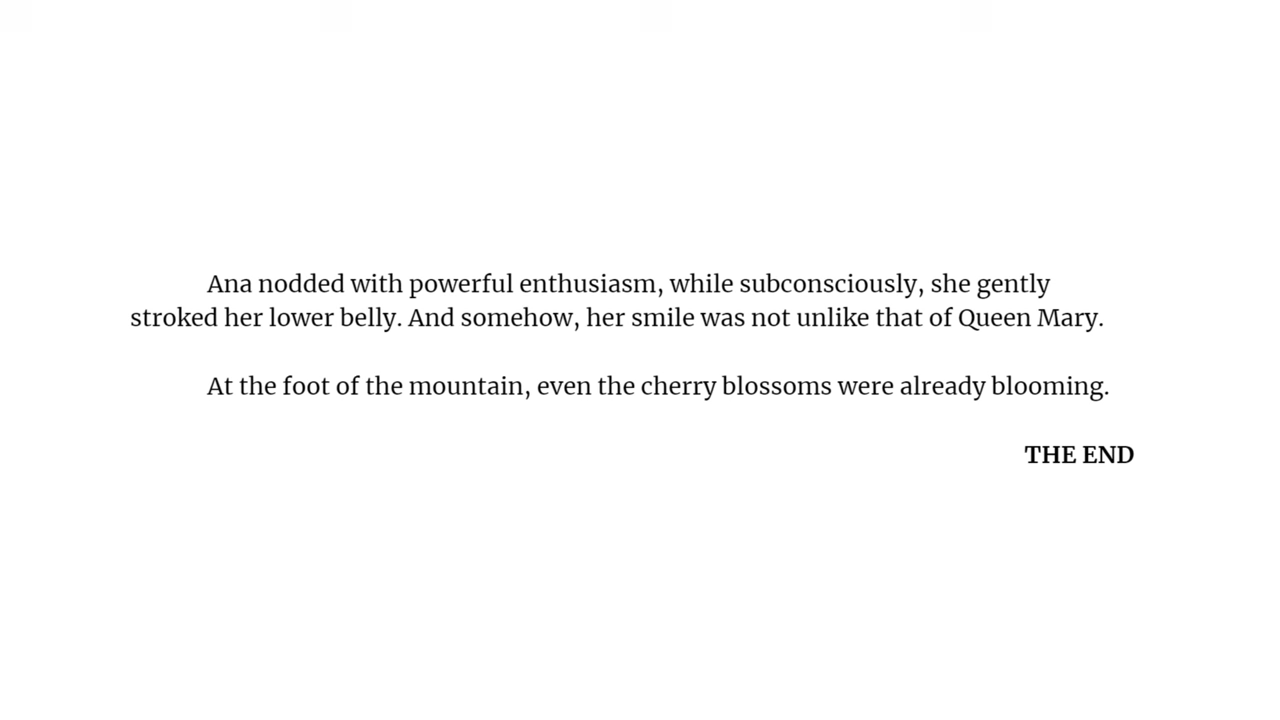 Ana nodded with powerful enthusiasm, while subconsciously, she gently
stroked her lower belly. And somehow, her smile was not unlike that of Queen Mary.
At the foot of the mountain, even the cherry blossoms were already blooming.
THE END